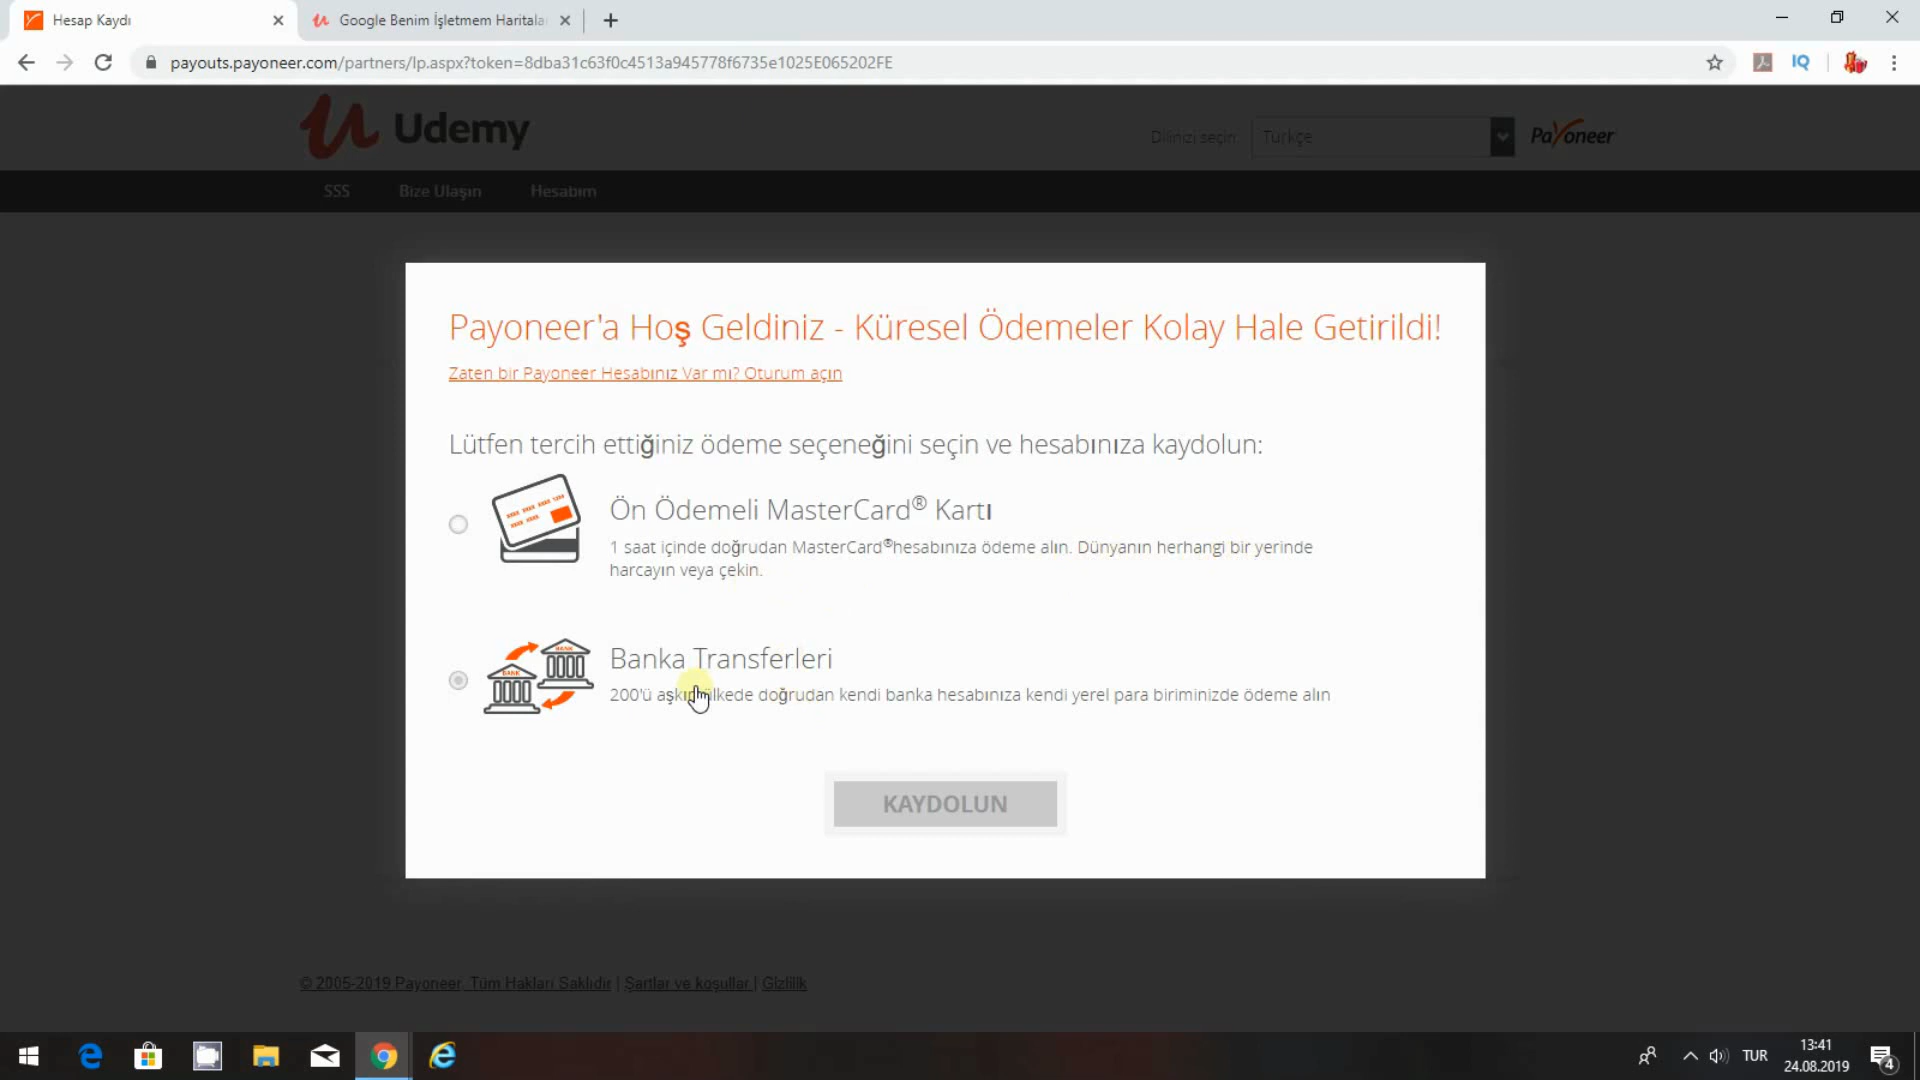 Hesap Kaydı
Google Benim İşletmem Haritala
payouts.payoneer.com/partners/lp.aspx?token=8dba31c63f0c4513a945778f6735e1025E065202FE
IQ
Udemy
Dilinizi seçin
Türkçe
Payoneer
SSS
Bize Ulaşın
Hesabım
Payoneer'a Hoş Geldiniz - Küresel Ödemeler Kolay Hale Getirildi!
Zaten bir Payoneer Hesabınız Var mı? Oturum açın
Lütfen tercih ettiğiniz ödeme seçeneğini seçin ve hesabınıza kaydolun:
Ön Ödemeli MasterCard® Kartı
1 saat içinde doğrudan MasterCard®hesabınıza ödeme alın. Dünyanın herhangi bir yerinde
harcayın veya çekin.
BANK
BANK
Banka Transferleri
200'ü aşkın ülkede doğrudan kendi banka hesabınıza kendi yerel para biriminizde ödeme alın
KAYDOLUN
© 2005-2019 Payoneer, Tüm Hakları Saklıdır | Şartlar ve koşullar | Gizlilik
TUR
13:41
24.08.2019
4